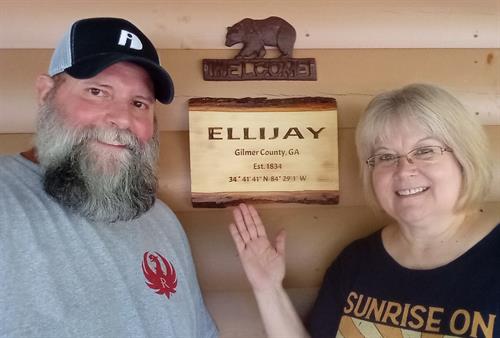 WELCOME
ELLIJAY
Gilmer County, GA
Est. 1834
34° 41' 41" N 84° 29' 1" W
R
SUNRISE ON